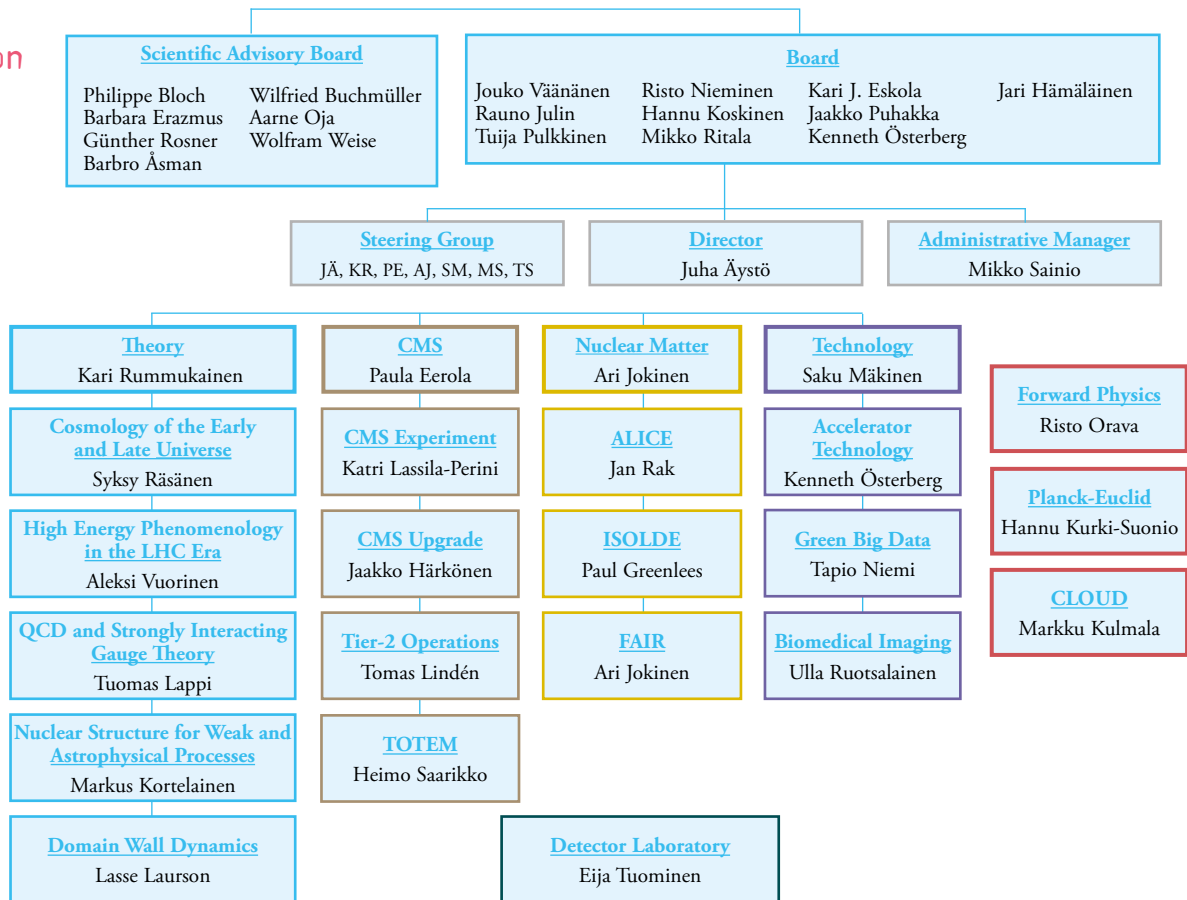 on
Scientific Advisory Board
Philippe Bloch Wilfried Buchmüller
Barbara Erazmus Aarne Oja
Günther Rosner Wolfram Weise
Barbro Åsman
Board
Jouko Väänänen Risto Nieminen Kari J. Eskola Jari Hämäläinen
Rauno Julin Hannu Koskinen Jaakko Puhakka
Tuija Pulkkinen Mikko Ritala Kenneth Österberg
Steering Group
JÄ, KR, PE, AJ, SM, MS, TS
Director
Juha Äystö
Administrative Manager
Mikko Sainio
Theory
Kari Rummukainen
Cosmology of the Early
and Late Universe
Syksy Räsänen
High Energy Phenomenology
in the LHC Era
Aleksi Vuorinen
QCD and Strongly Interacting
Gauge Theory
Tuomas Lappi
Nuclear Structure for Weak and
Astrophysical Processes
Markus Kortelainen
Domain Wall Dynamics
Lasse Laurson
CMS
Paula Eerola
CMS Experiment
Katri Lassila-Perini
CMS Upgrade
Jaakko Härkönen
Tier-2 Operations
Tomas Lindén
TOTEM
Heimo Saarikko
Nuclear Matter
Ari Jokinen
ALICE
Jan Rak
ISOLDE
Paul Greenlees
FAIR
Ari Jokinen
Technology
Saku Mäkinen
Accelerator
Technology
Kenneth Österberg
Green Big Data
Tapio Niemi
Biomedical Imaging
Ulla Ruotsalainen
Forward Physics
Risto Orava
Planck-Euclid
Hannu Kurki-Suonio
CLOUD
Markku Kulmala
Detector Laboratory
Eija Tuominen